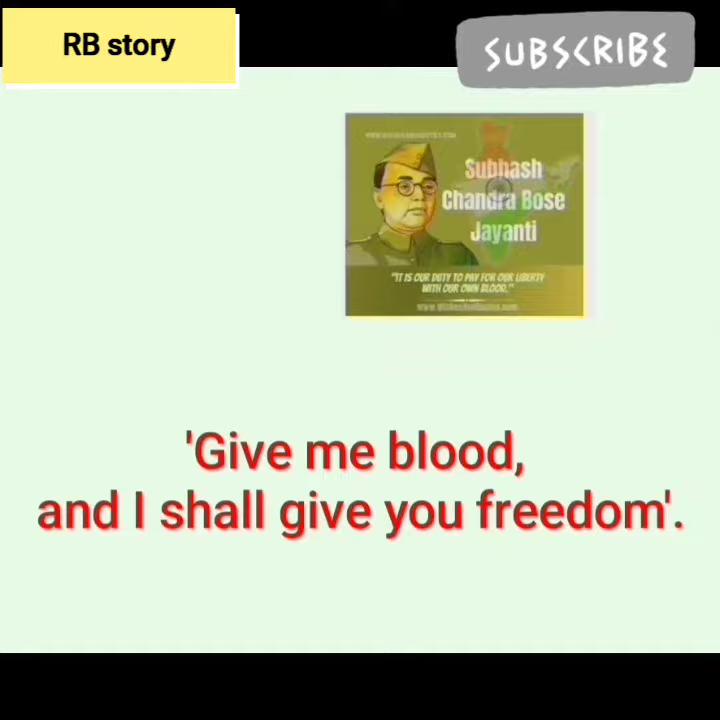 RB story
SUBSCRIBE
Subhash
Chandra Bose
Jayanti
"IT IS OUR DUTY TO PAY FOR OUR LIBERTY
WITH OUR OWN BLOOD."
'Give me blood,
and I shall give you freedom'.